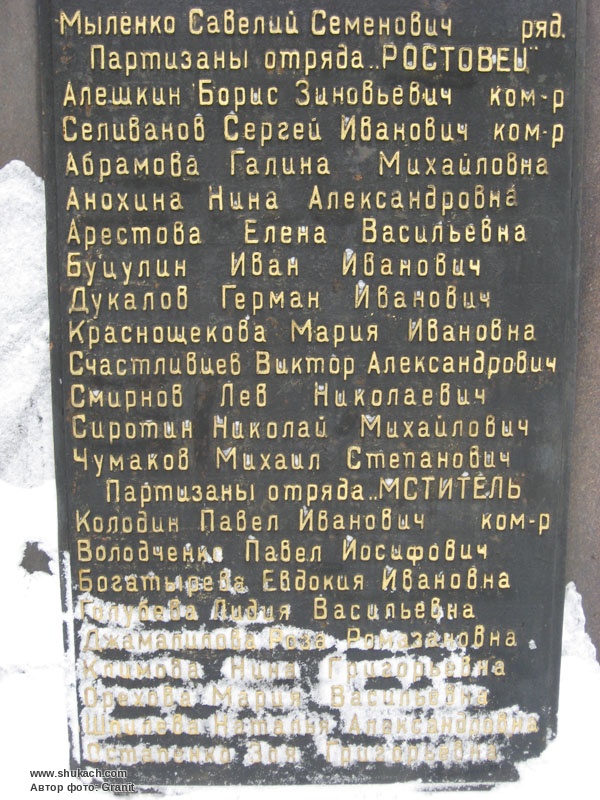 Мыленко Савелий Семенович ряд.
Партизаны отряда „РОСТОВЕЦ"
Алешкин Борис Зиновьевич ком-р
Селиванов Сергей Иванович ком-р
Абрамова Галина Михайловна
Анохина Нина Александровна
Арестова Елена Васильевна
Буцулин Иван Иванович
Дукалов Герман Иванович
Краснощекова Мария Ивановна
Счастливцев Виктор Александрович
Смирнов Лев Николаевич
Сиротин Николай Михайлович
Чумаков Михаил Степанович
Партизаны отряда „МСТИТЕЛЬ
Колодин Павел Иванович ком-р
Володченко Павел Иосифович
Богатырева Евдокия Ивановна
Голубева Лидия Васильевна
Роза Ромазановна
Климова Нина Григорьевна
Орехова Мария Васильевна
Наталия Александровна
Остапенко Зоя Григорьевна
www.shukach.com
Автор фото: Granit